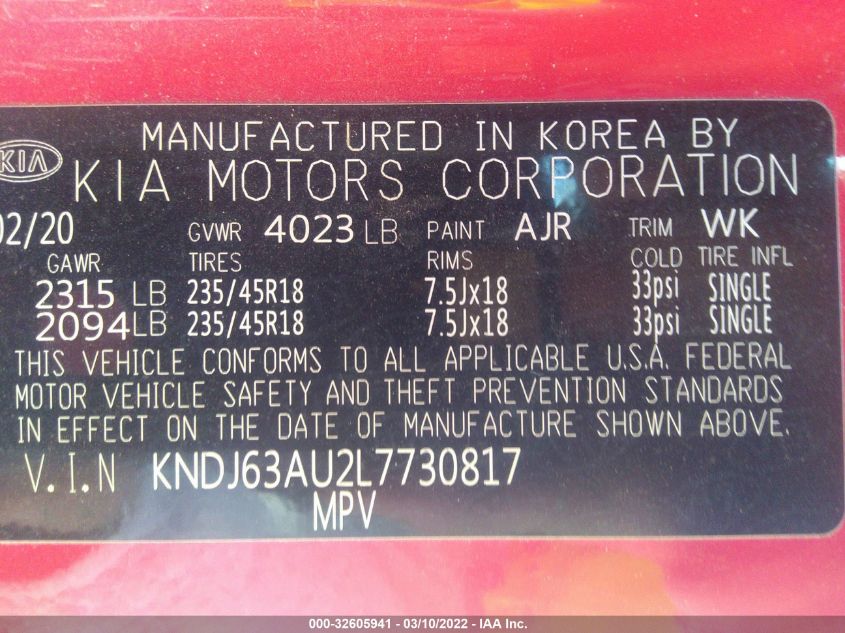 MANUFACTURED IN KOREA BY
KIA KIA MOTORS CORPORATION
02/20 GVWR 4023 LB PAINT AJR TRIM WK
GAWR TIRES RIMS COLD TIRE INFL
2315 LB 235/45R18 7.5Jx18 33psi SINGLE
2094 LB 235/45R18 7.5Jx18 33psi SINGLE
THIS VEHICLE CONFORMS TO ALL APPLICABLE U.S.A. FEDERAL
MOTOR VEHICLE SAFETY AND THEFT PREVENTION STANDARDS
IN EFFECT ON THE DATE OF MANUFACTURE SHOWN ABOVE.
V.I.N KNDJ63AU2L7730817
MPV
000-32605941 - 03/10/2022 - IAA Inc.